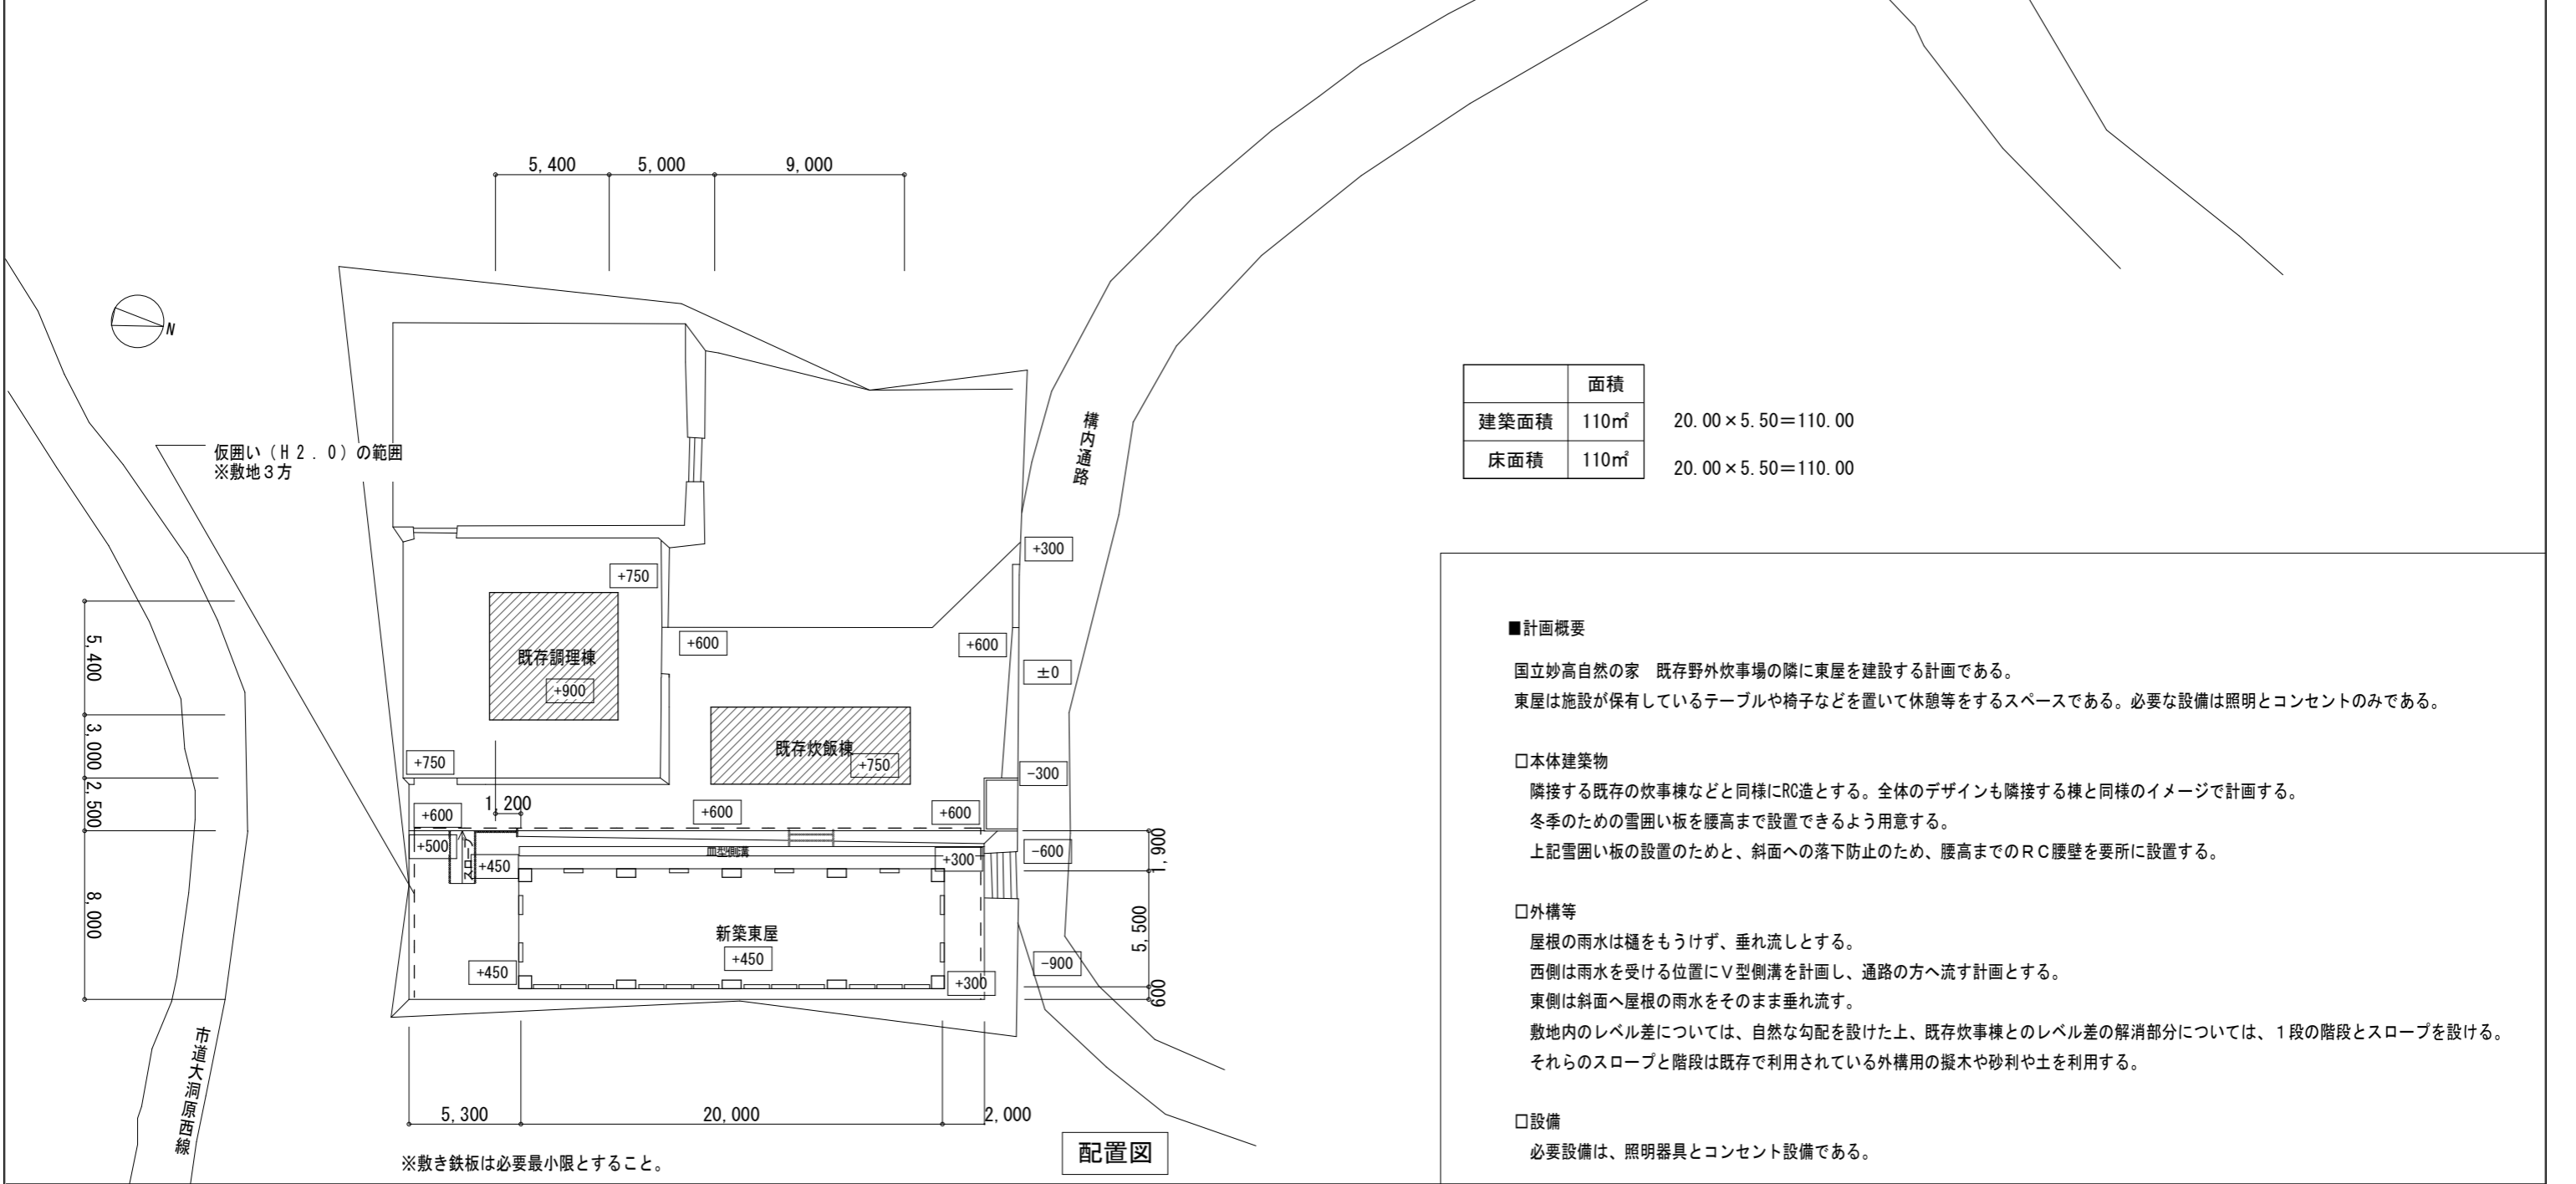 5,400
5,000
9,000
N
仮囲い（H2.0）の範囲
※敷地3方
構内通路
+300
+750
既存調理棟
+900
+600
+600
±0
既存炊飯棟
+750
+750
-300
1,200
+600
+600
+600
+500
スロープ
+450
皿型側溝
+300
-600
新築東屋
+450
+450
+300
-900
5,400
3,000
2,500
8,000
1,900
5,500
600
市道大洞原西線
5,300
20,000
2,000
※敷き鉄板は必要最小限とすること。
配置図
面積
建築面積 110㎡ 20.00×5.50＝110.00
床面積 110㎡ 20.00×5.50＝110.00
■計画概要
国立妙高自然の家　既存野外炊事場の隣に東屋を建設する計画である。
東屋は施設が保有しているテーブルや椅子などを置いて休憩等をするスペースである。必要な設備は照明とコンセントのみである。
□本体建築物
隣接する既存の炊事棟などと同様にRC造とする。全体のデザインも隣接する棟と同様のイメージで計画する。
冬季のための雪囲い板を腰高まで設置できるよう用意する。
上記雪囲い板の設置のためと、斜面への落下防止のため、腰高までのＲＣ腰壁を要所に設置する。
□外構等
屋根の雨水は樋をもうけず、垂れ流しとする。
西側は雨水を受ける位置にＶ型側溝を計画し、通路の方へ流す計画とする。
東側は斜面へ屋根の雨水をそのまま垂れ流す。
敷地内のレベル差については、自然な勾配を設けた上、既存炊事棟とのレベル差の解消部分については、１段の階段とスロープを設ける。
それらのスロープと階段は既存で利用されている外構用の擬木や砂利や土を利用する。
□設備
必要設備は、照明器具とコンセント設備である。